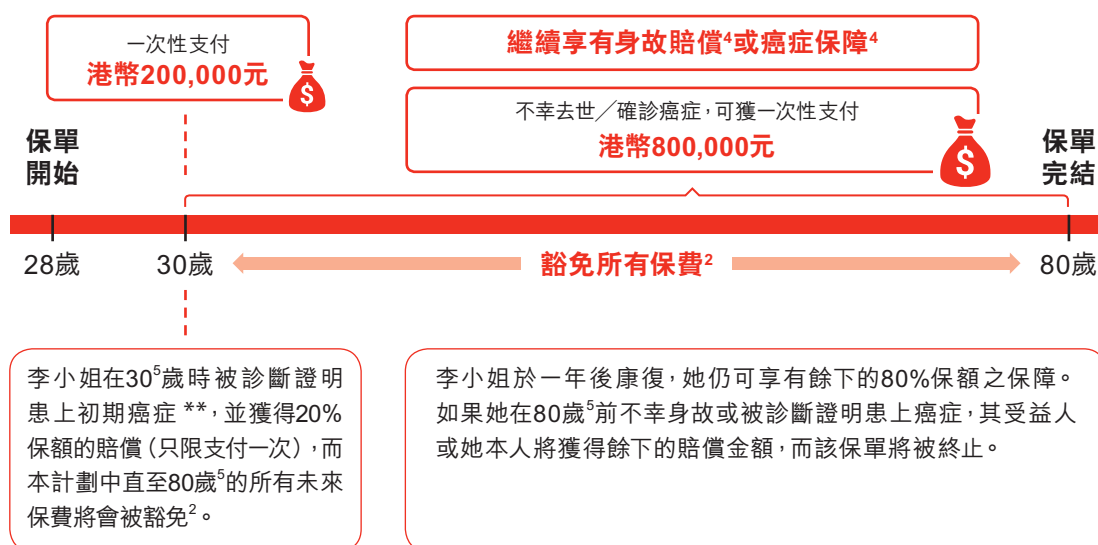 一次性支付
港幣200,000元
繼續享有身故賠償4或癌症保障4
不幸去世／確診癌症，可獲一次性支付
港幣800,000元
保單
開始
保單
完結
28歲
30歲
豁免所有保費2
80歲
李小姐在305歲時被診斷證明
患上初期癌症 **，並獲得20%
保額的賠償（只限支付一次），而
本計劃中直至80歲5的所有未來
保費將會被豁免2。
李小姐於一年後康復，她仍可享有餘下的80%保額之保障。
如果她在80歲5前不幸身故或被診斷證明患上癌症，其受益人
或她本人將獲得餘下的賠償金額，而該保單將被終止。